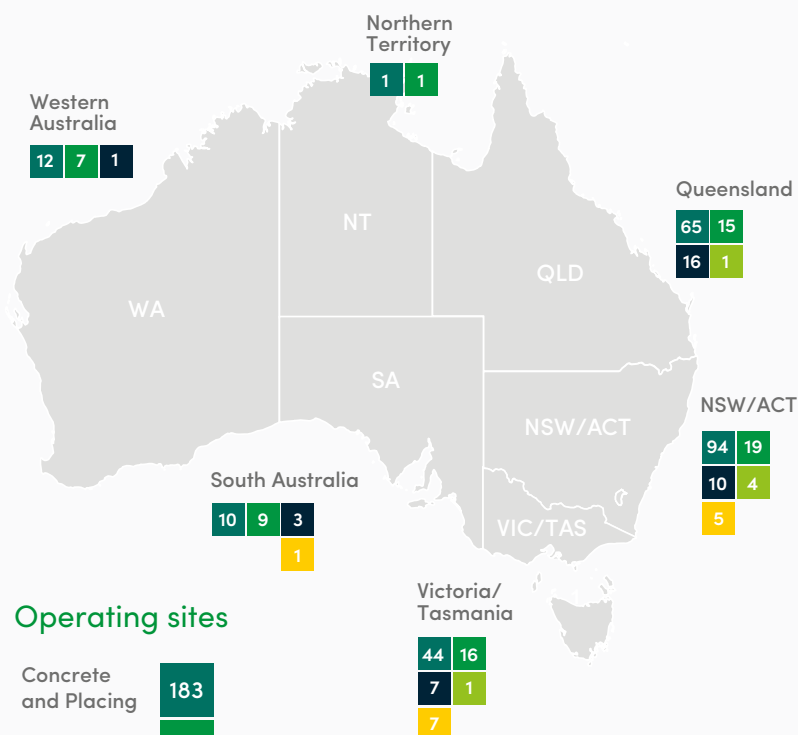 Northern
Territory
1 1
Western
Australia
12 7 1
Queensland
65 15
16 1
NT
QLD
WA
SA
NSW/ACT
NSW/ACT
94 19
10 4
5
South Australia
10 9 3
1
VIC/TAS
Victoria/
Tasmania
44 16
7 1
7
Operating sites
Concrete
and Placing
183